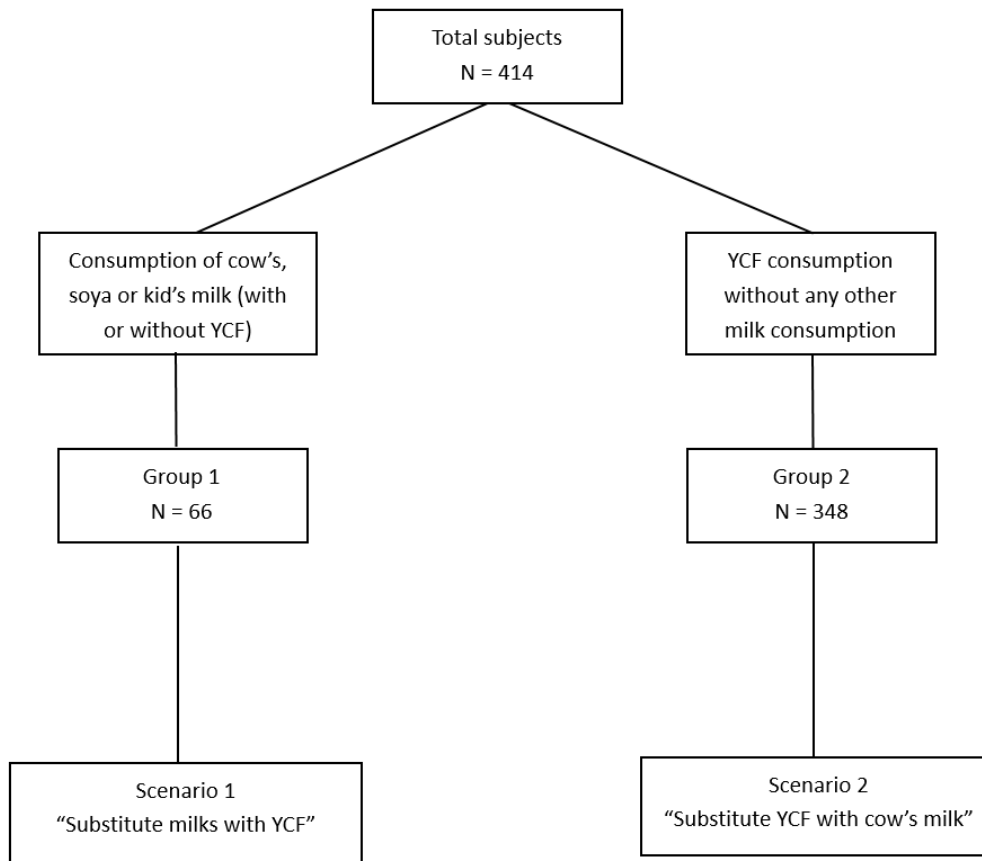 Total subjects
N = 414
Consumption of cow’s,
soya or kid’s milk (with
or without YCF)
YCF consumption
without any other
milk consumption
Group 1
N = 66
Group 2
N = 348
Scenario 1
“Substitute milks with YCF”
Scenario 2
“Substitute YCF with cow’s milk”